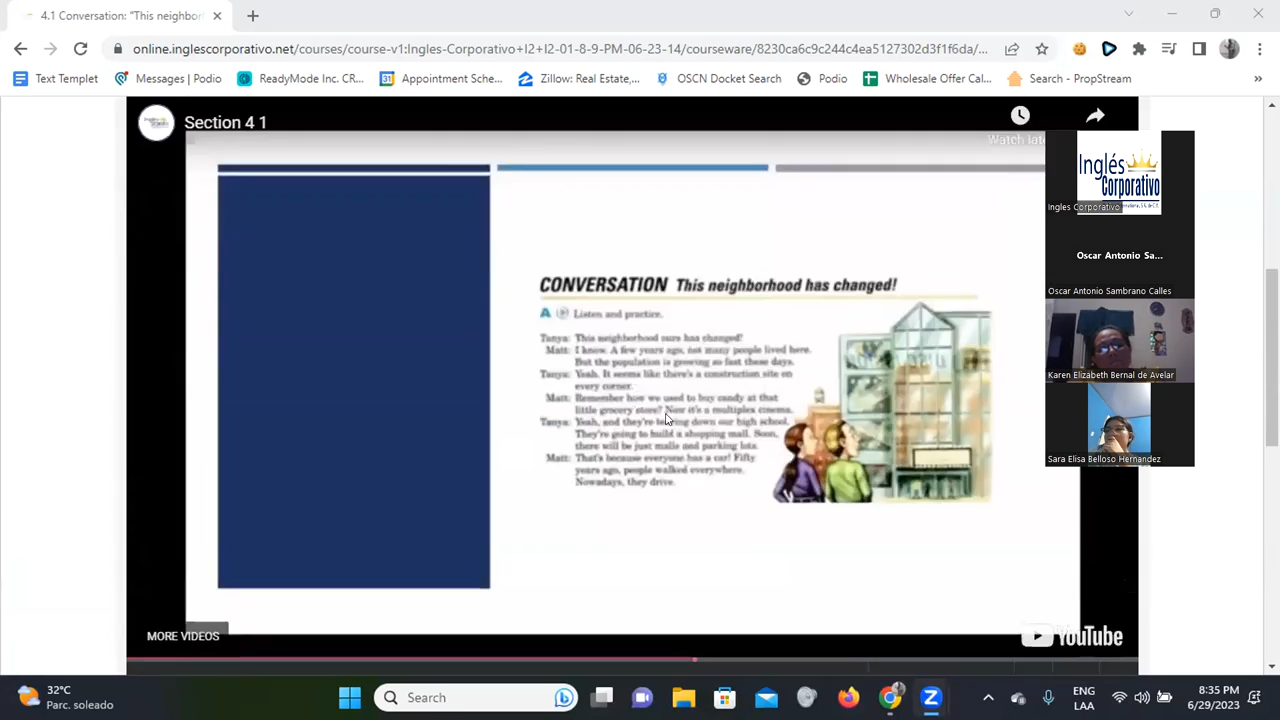 4.1 Conversation: "This neighbor
online.inglescorporativo.net/courses/course-v1:Ingles-Corporativo+I2+I2-01-8-9-PM-06-23-14/courseware/8230ca6c9c244c4ea5127302d3f1f6da/...
Text Templet
Messages | Podio
ReadyMode Inc. CR...
Appointment Sche...
Zillow: Real Estate,...
OSCN Docket Search
Podio
Wholesale Offer Cal...
Search - PropStream
»
Section 4 1
Watch late
CONVERSATION This neighborhood has changed!
A Listen and practice.
Tanya: This neighborhood sure has changed!
Matt: I know. A few years ago, not many people lived here.
But the population is growing so fast these days.
Tanya: Yeah. It seems like there's a construction site on
every corner.
Matt: Remember how we used to buy candy at that
little grocery store? Now it's a multiplex cinema.
Tanya: Yeah, and they're tearing down our high school.
They're going to build a shopping mall. Soon,
there will be just malls and parking lots.
Matt: That's because everyone has a car! Fifty
years ago, people walked everywhere.
Nowadays, they drive.
Inglés
Corporativo
Ingles Corporativo
Oscar Antonio Sa...
Oscar Antonio Sambrano Calles
Karen Elizabeth Bernal de Avelar
Sara Elisa Belloso Hernandez
MORE VIDEOS
YouTube
32°C
Parc. soleado
Search
ENG
LAA
8:35 PM
6/29/2023